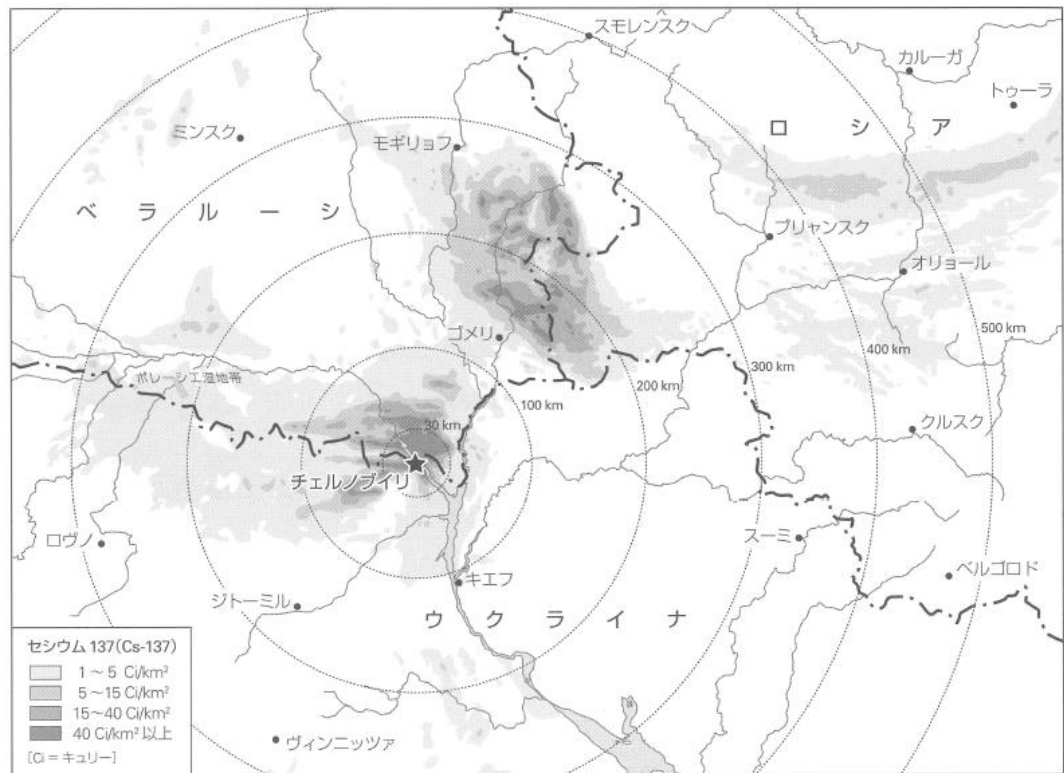 スモレンスク
カルーガ
トゥーラ
ロシア
ミンスク
モギリョフ
ベラルーシ
ブリャンスク
オリョール
ゴメリ
500 km
400 km
300 km
200 km
100 km
ポレーシエ湿地帯
30 km
クルスク
チェルノブイリ
ロヴノ
スーミ
キエフ
ベルゴロド
ジトーミル
ウクライナ
セシウム 137(Cs-137)
1～5 Ci/km²
5～15 Ci/km²
15～40 Ci/km²
40 Ci/km² 以上
[Ci = キュリー]
ヴィンニッツァ